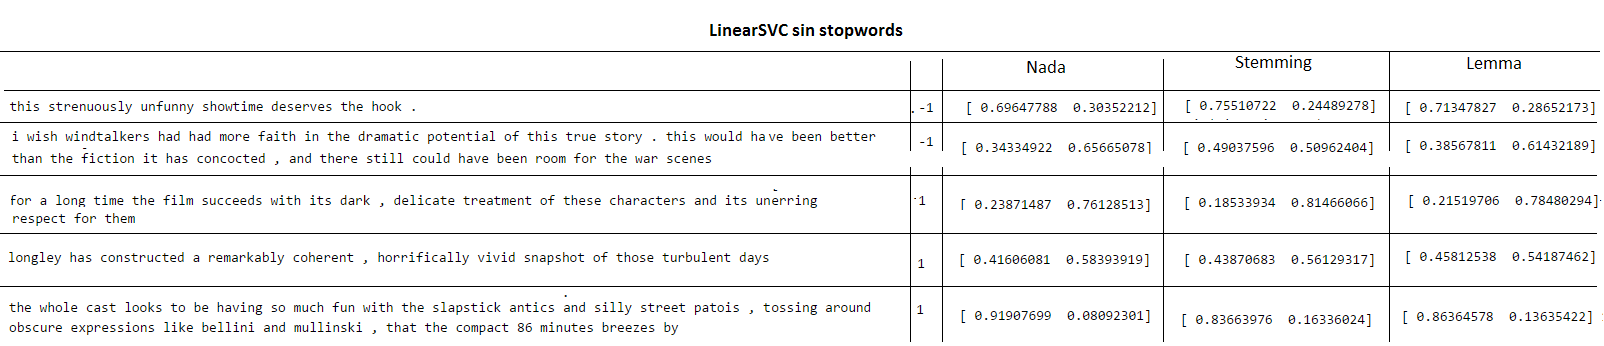 LinearSVC sin stopwords
Nada Stemming Lemma
this strenuously unfunny showtime deserves the hook . -1 [ 0.69647788 0.30352212] [ 0.75510722 0.24489278] [ 0.71347827 0.28652173]
i wish windtalkers had had more faith in the dramatic potential of this true story . this would have been better -1 [ 0.34334922 0.65665078] [ 0.49037596 0.50962404] [ 0.38567811 0.61432189]
than the fiction it has concocted , and there still could have been room for the war scenes
for a long time the film succeeds with its dark , delicate treatment of these characters and its unerring 1 [ 0.23871487 0.76128513] [ 0.18533934 0.81466066] [ 0.21519706 0.78480294]
respect for them
longley has constructed a remarkably coherent , horrifically vivid snapshot of those turbulent days 1 [ 0.41606081 0.58393919] [ 0.43870683 0.56129317] [ 0.45812538 0.54187462]
the whole cast looks to be having so much fun with the slapstick antics and silly street patois , tossing around 1 [ 0.91907699 0.08092301] [ 0.83663976 0.16336024] [ 0.86364578 0.13635422]
obscure expressions like bellini and mullinski , that the compact 86 minutes breezes by